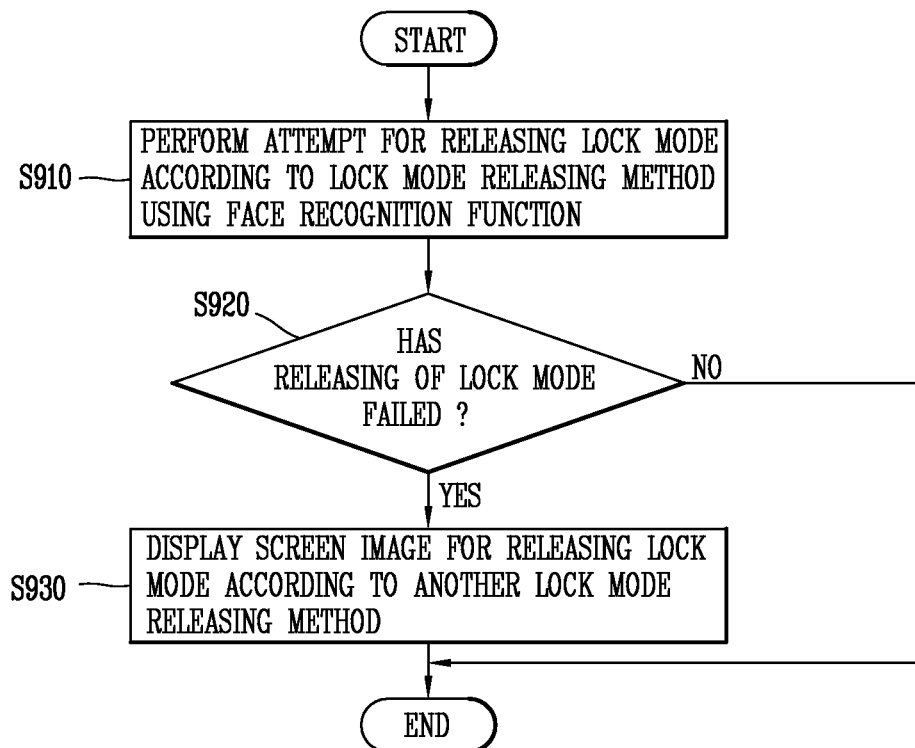 START
S910
PERFORM ATTEMPT FOR RELEASING LOCK MODE
ACCORDING TO LOCK MODE RELEASING METHOD
USING FACE RECOGNITION FUNCTION
S920
HAS
RELEASING OF LOCK MODE
FAILED ?
NO
YES
S930
DISPLAY SCREEN IMAGE FOR RELEASING LOCK
MODE ACCORDING TO ANOTHER LOCK MODE
RELEASING METHOD
END